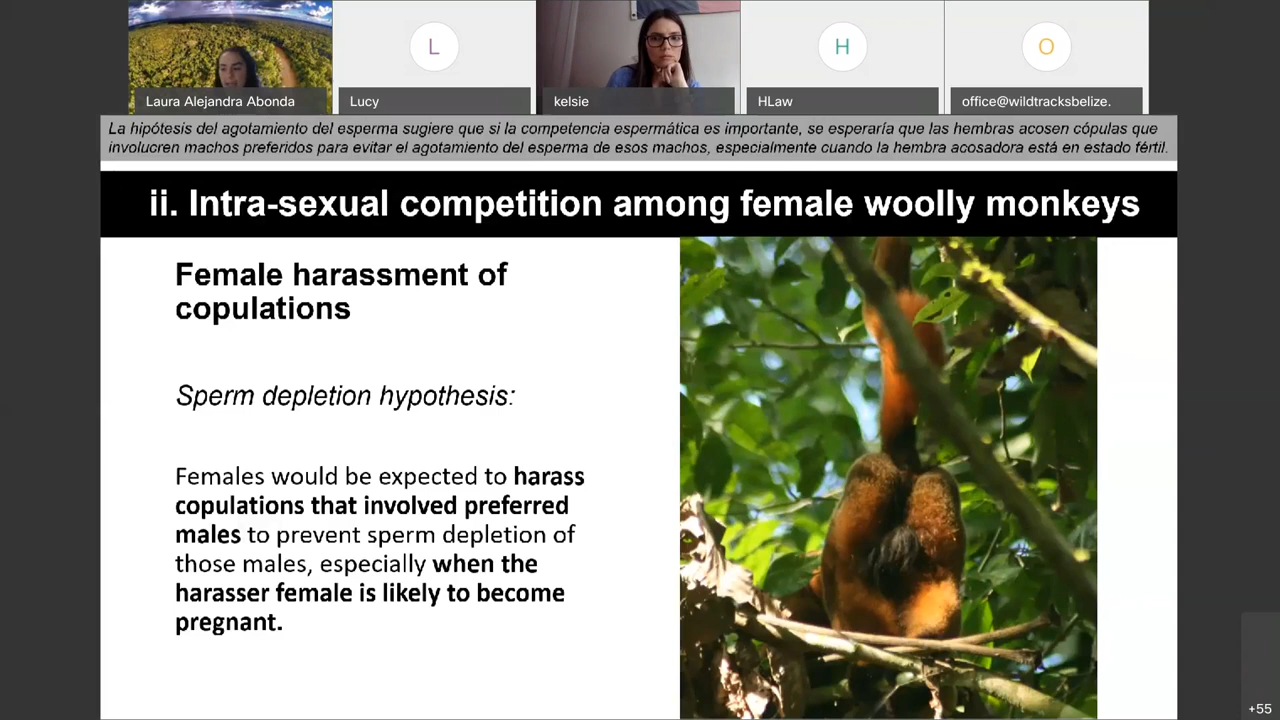 L
H
O
Laura Alejandra Abonda
Lucy
kelsie
HLaw
office@wildtracksbelize.
La hipótesis del agotamiento del esperma sugiere que si la competencia espermática es importante, se esperaría que las hembras acosen cópulas que
involucren machos preferidos para evitar el agotamiento del esperma de esos machos, especialmente cuando la hembra acosadora está en estado fértil.
ii. Intra-sexual competition among female woolly monkeys
Female harassment of
copulations
Sperm depletion hypothesis:
Females would be expected to harass
copulations that involved preferred
males to prevent sperm depletion of
those males, especially when the
harasser female is likely to become
pregnant.
+55